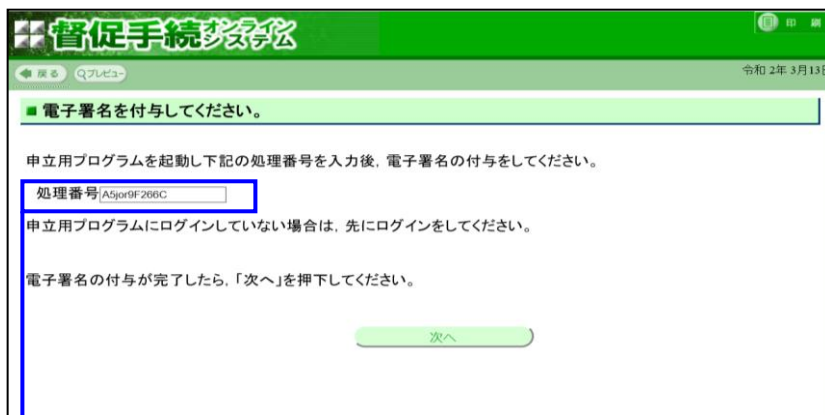 督促手続オンラインシステム
印 刷
戻る プレビュー
令和 2年 3月13日
■ 電子署名を付与してください。
申立用プログラムを起動し下記の処理番号を入力後, 電子署名の付与をしてください。
処理番号 A5jor9F266C
申立用プログラムにログインしていない場合は, 先にログインをしてください。
電子署名の付与が完了したら, 「次へ」を押下してください。
次へ